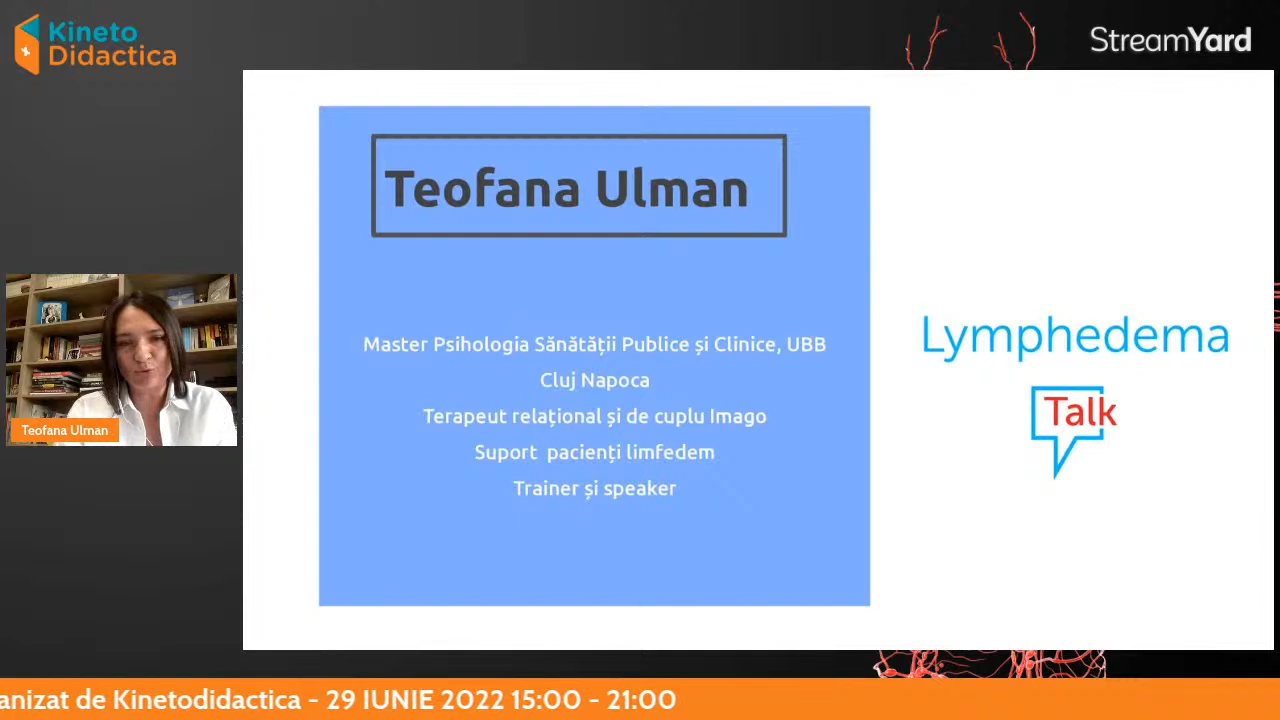 Kineto
Didactica
StreamYard
Teofana Ulman
Master Psihologia Sănătății Publice și Clinice, UBB
Cluj Napoca
Terapeut relațional și de cuplu Imago
Suport  pacienți limfedem
Trainer și speaker
Lymphedema
Talk
Teofana Ulman
anizat de Kinetodidactica - 29 IUNIE 2022 15:00 - 21:00